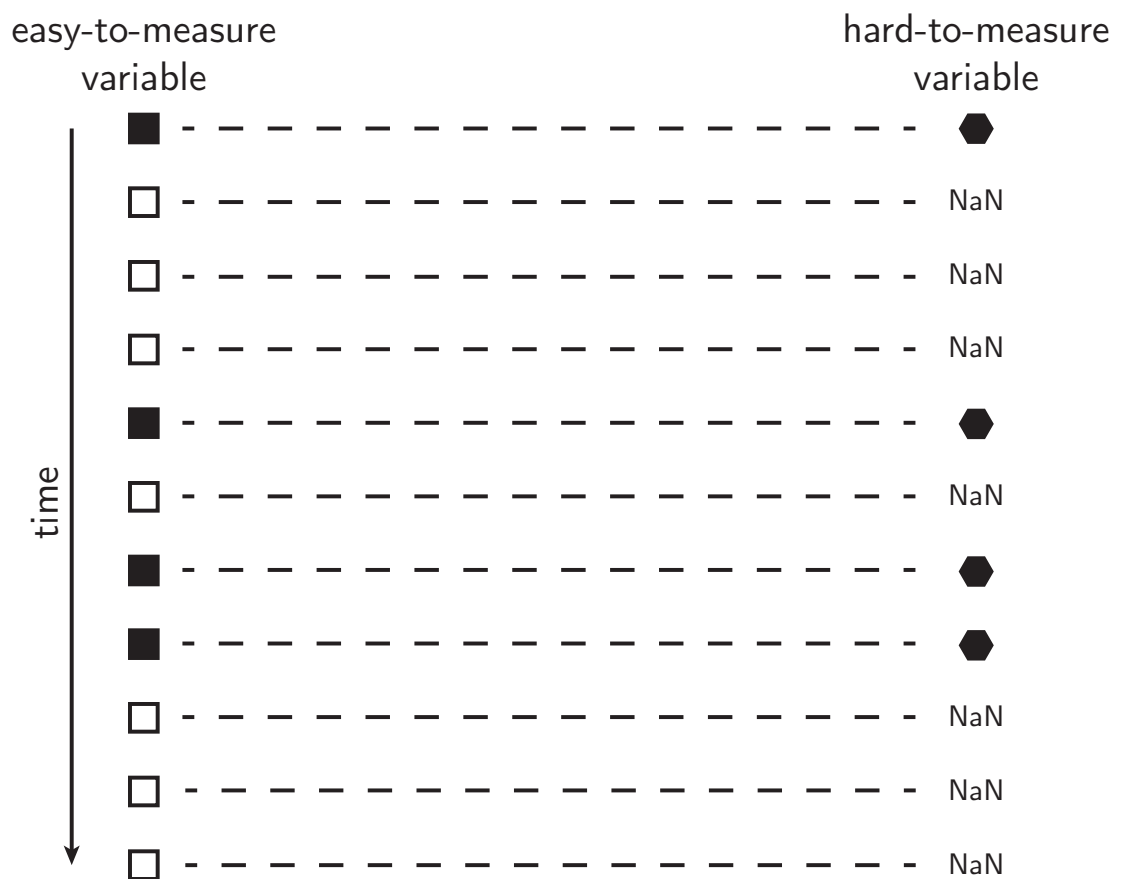 easy-to-measure
variable
hard-to-measure
variable
NaN
NaN
NaN
time
NaN
NaN
NaN
NaN